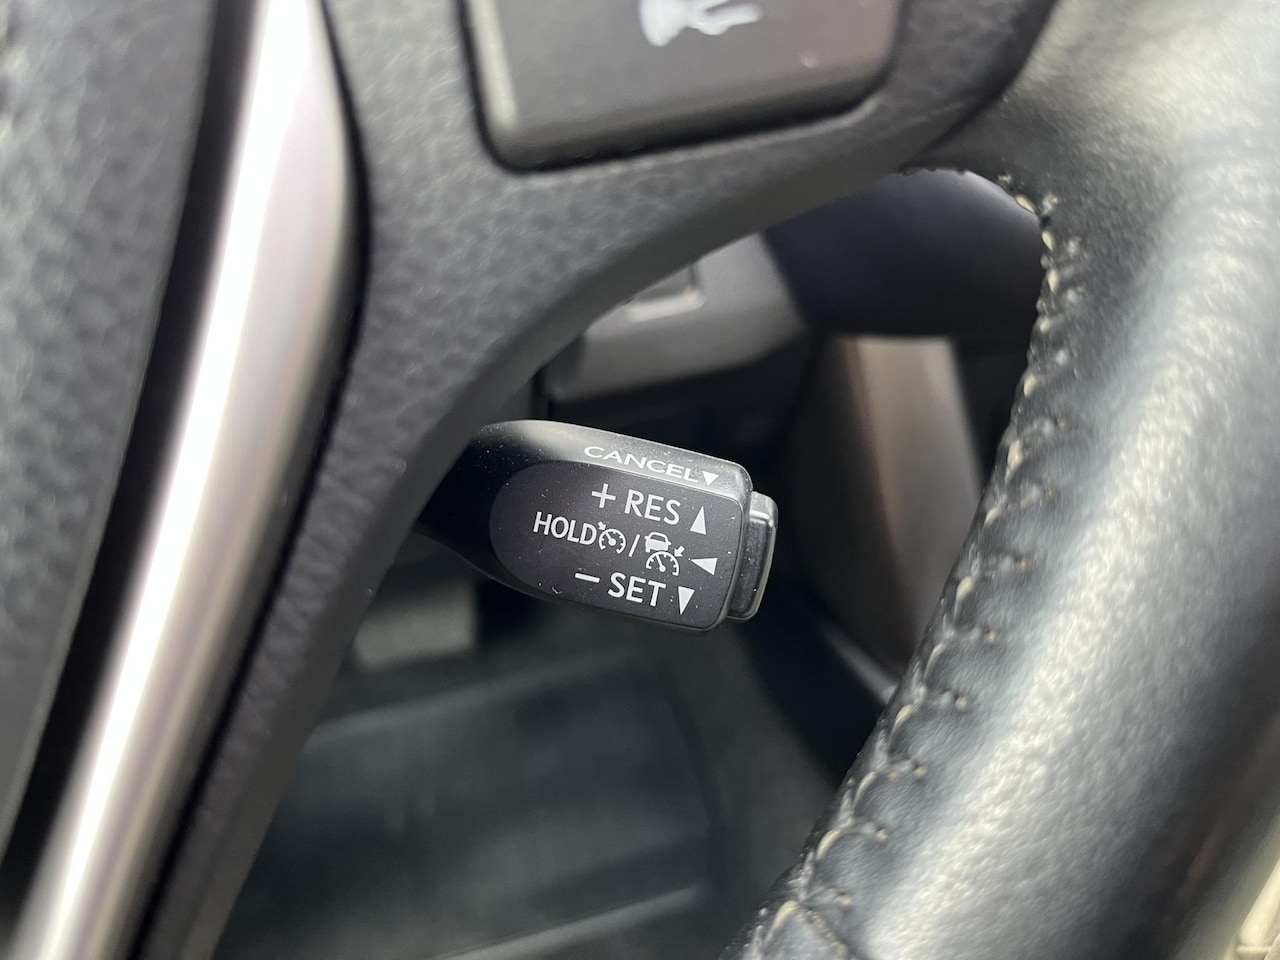 CANCEL▼
+ RES ▲
HOLD / ◀
− SET ▼